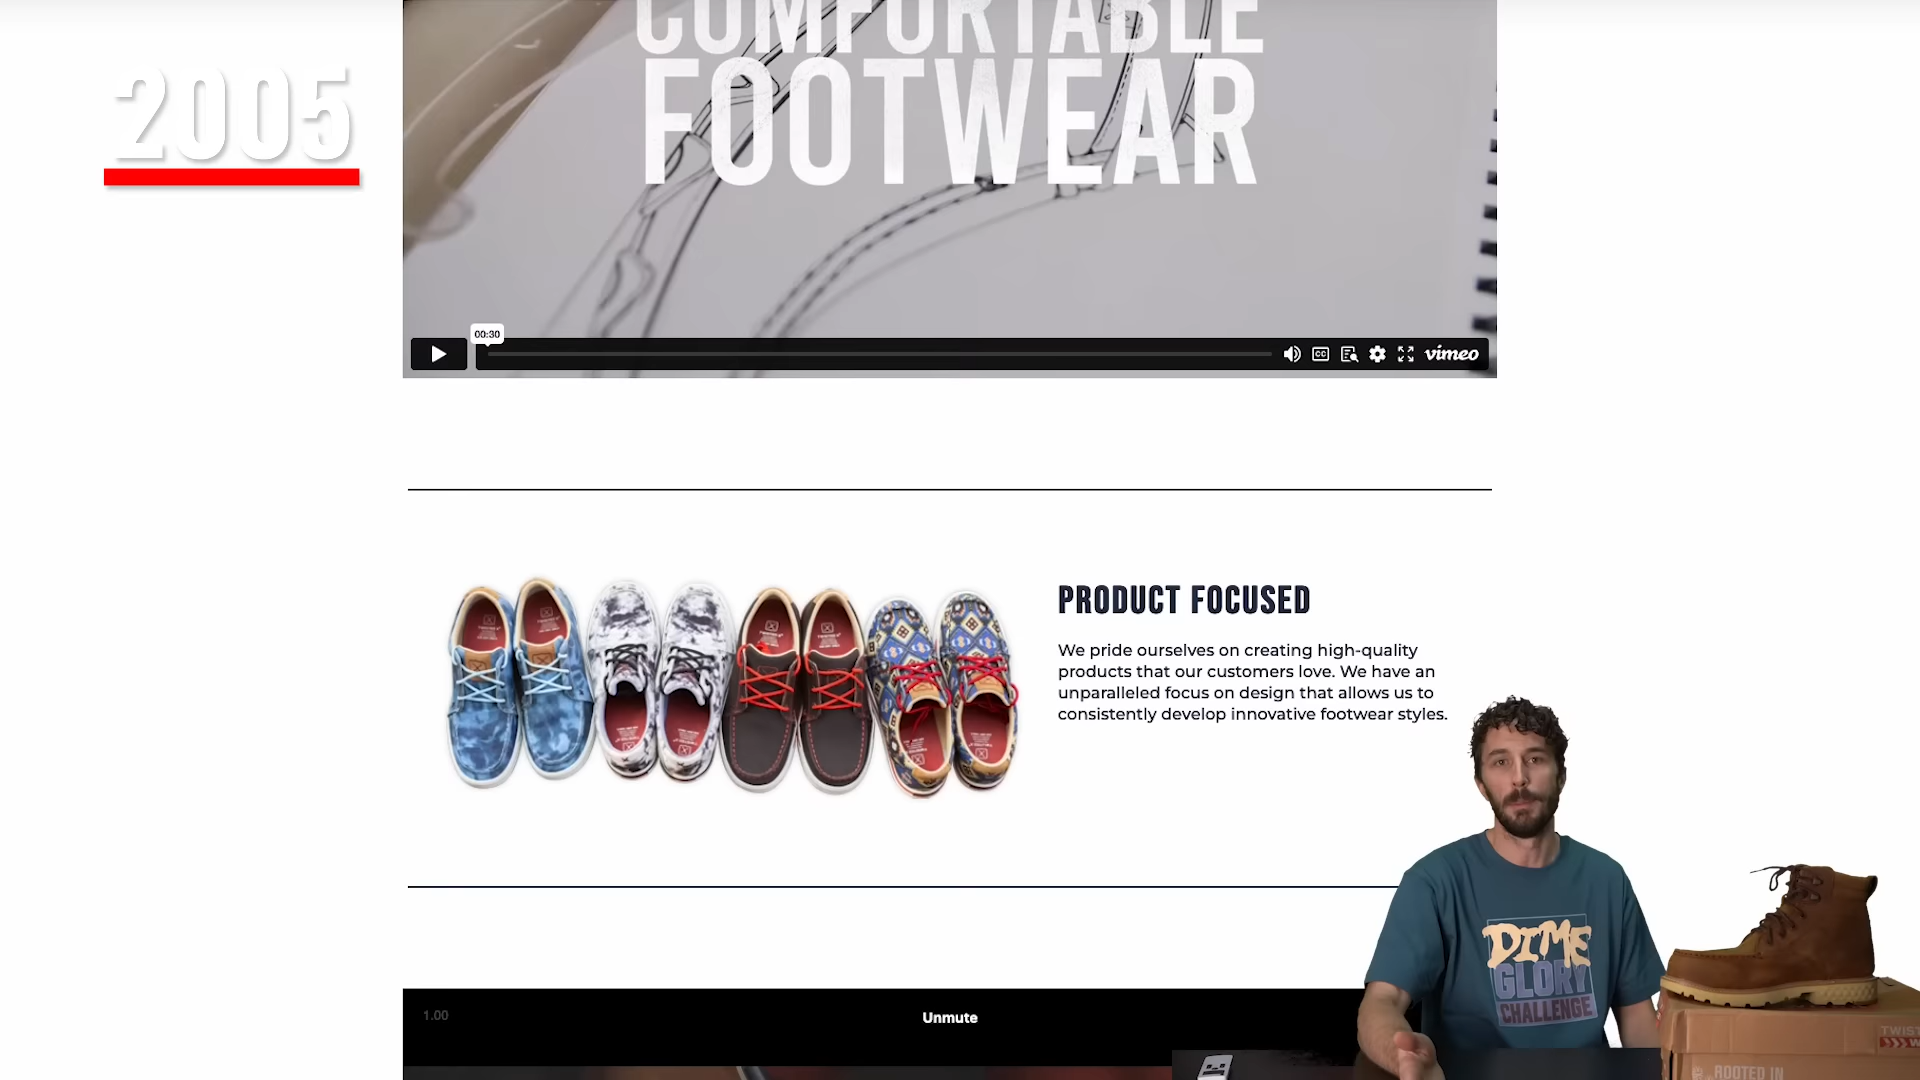 COMFORTABLE
FOOTWEAR
2005
00:30
CC
vimeo
PRODUCT FOCUSED
We pride ourselves on creating high-quality
products that our customers love. We have an
unparalleled focus on design that allows us to
consistently develop innovative footwear styles.
1.00
Unmute
DIME
GLORY
CHALLENGE
ROOTED IN